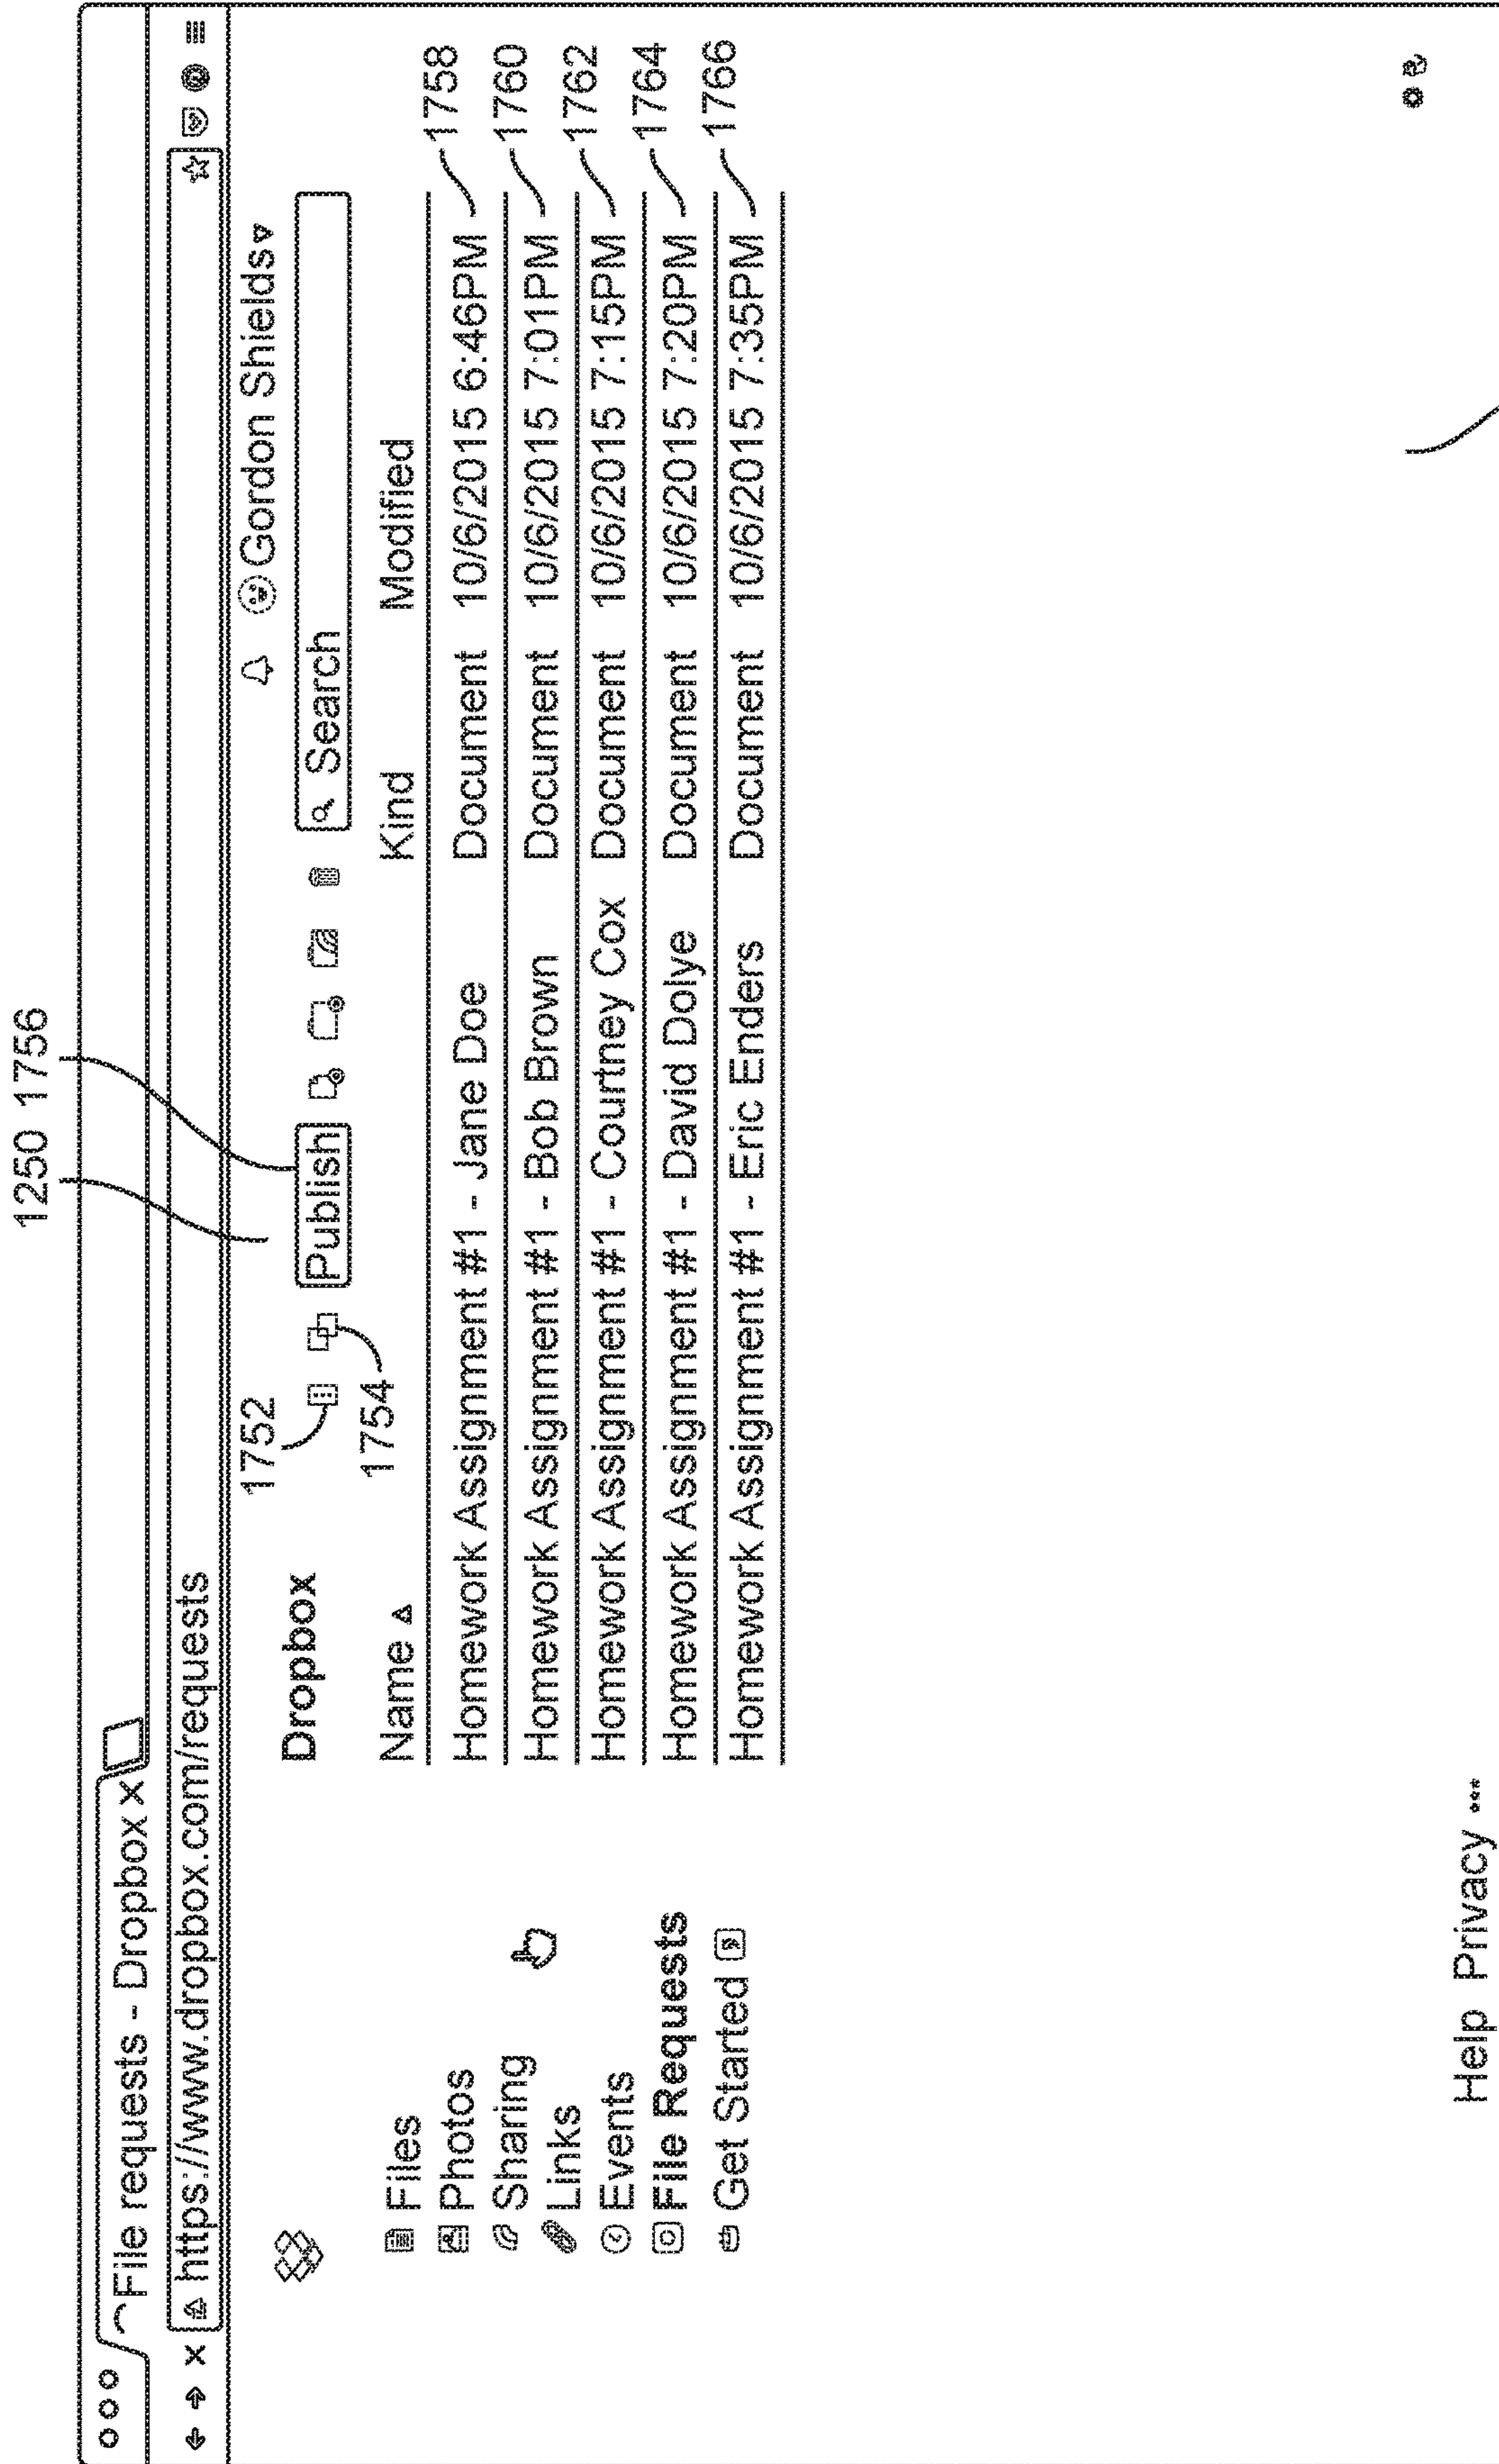 1250 1756
File requests - Dropbox x
https://www.dropbox.com/requests
Gordon Shields
1752
Dropbox
Publish
Search
1754
Name Kind Modified
Homework Assignment #1 - Jane Doe Document 10/6/2015 6:46PM 1758
Homework Assignment #1 - Bob Brown Document 10/6/2015 7:01PM 1760
Homework Assignment #1 - Courtney Cox Document 10/6/2015 7:15PM 1762
Homework Assignment #1 - David Dolye Document 10/6/2015 7:20PM 1764
Homework Assignment #1 - Eric Enders Document 10/6/2015 7:35PM 1766
Files
Photos
Sharing
Links
Events
File Requests
Get Started
Help Privacy •••